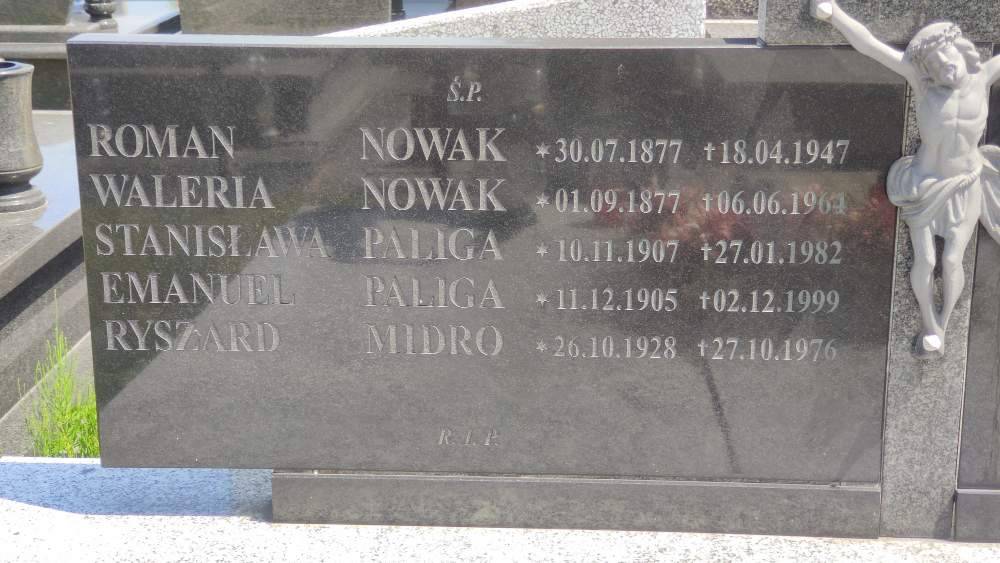 Ś.P.
ROMAN NOWAK *30.07.1877 †18.04.1947
WALERIA NOWAK *01.09.1877 †06.06.1964
STANISŁAWA PALIGA *10.11.1907 †27.01.1982
EMANUEL PALIGA *11.12.1905 †02.12.1999
RYSZARD MIDRO *26.10.1928 †27.10.1976
R.I.P.